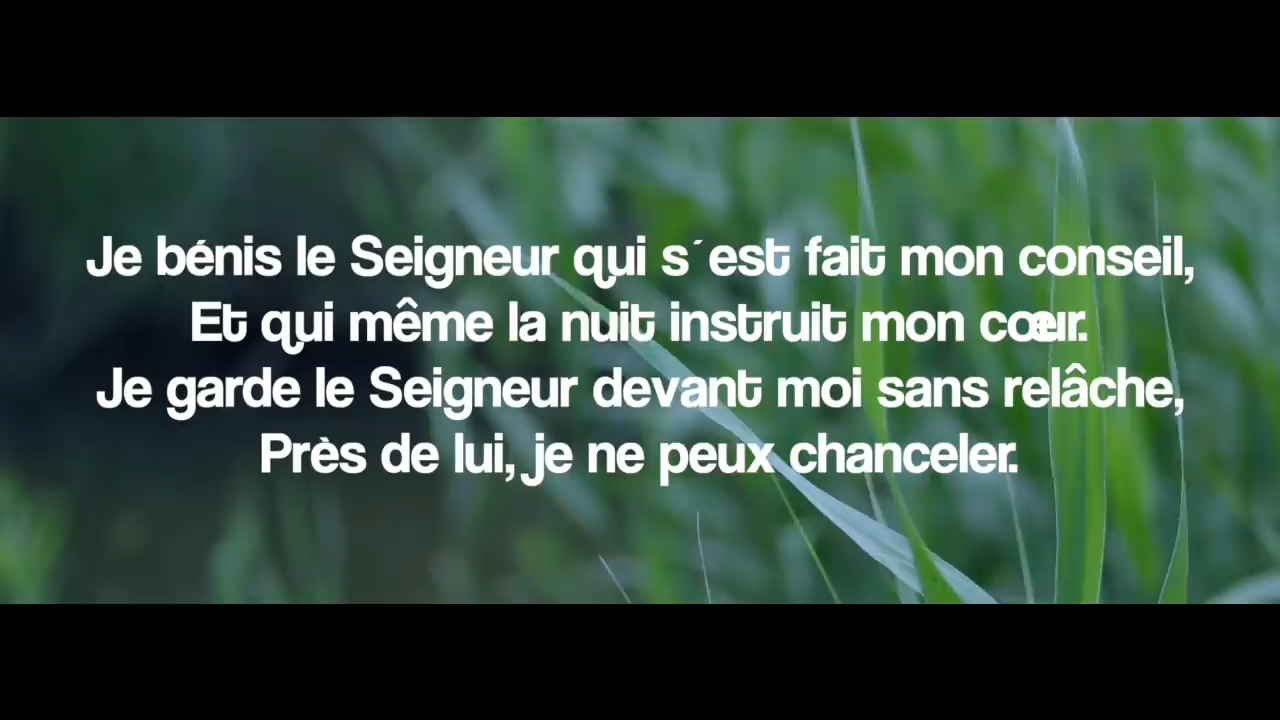 Je bénis le Seigneur qui s´est fait mon conseil,
Et qui même la nuit instruit mon cœur.
Je garde le Seigneur devant moi sans relâche,
Près de lui, je ne peux chanceler.